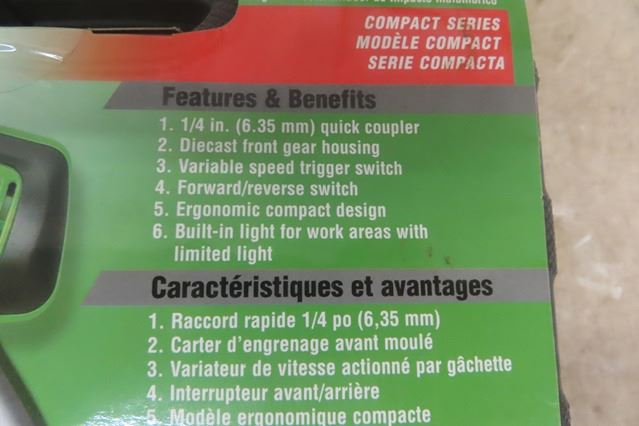 COMPACT SERIES
MODÈLE COMPACT
SERIE COMPACTA
Features & Benefits
1. 1/4 in. (6.35 mm) quick coupler
2. Diecast front gear housing
3. Variable speed trigger switch
4. Forward/reverse switch
5. Ergonomic compact design
6. Built-in light for work areas with
limited light
Caractéristiques et avantages
1. Raccord rapide 1/4 po (6,35 mm)
2. Carter d'engrenage avant moulé
3. Variateur de vitesse actionné par gâchette
4. Interrupteur avant/arrière
5. Modèle ergonomique compacte